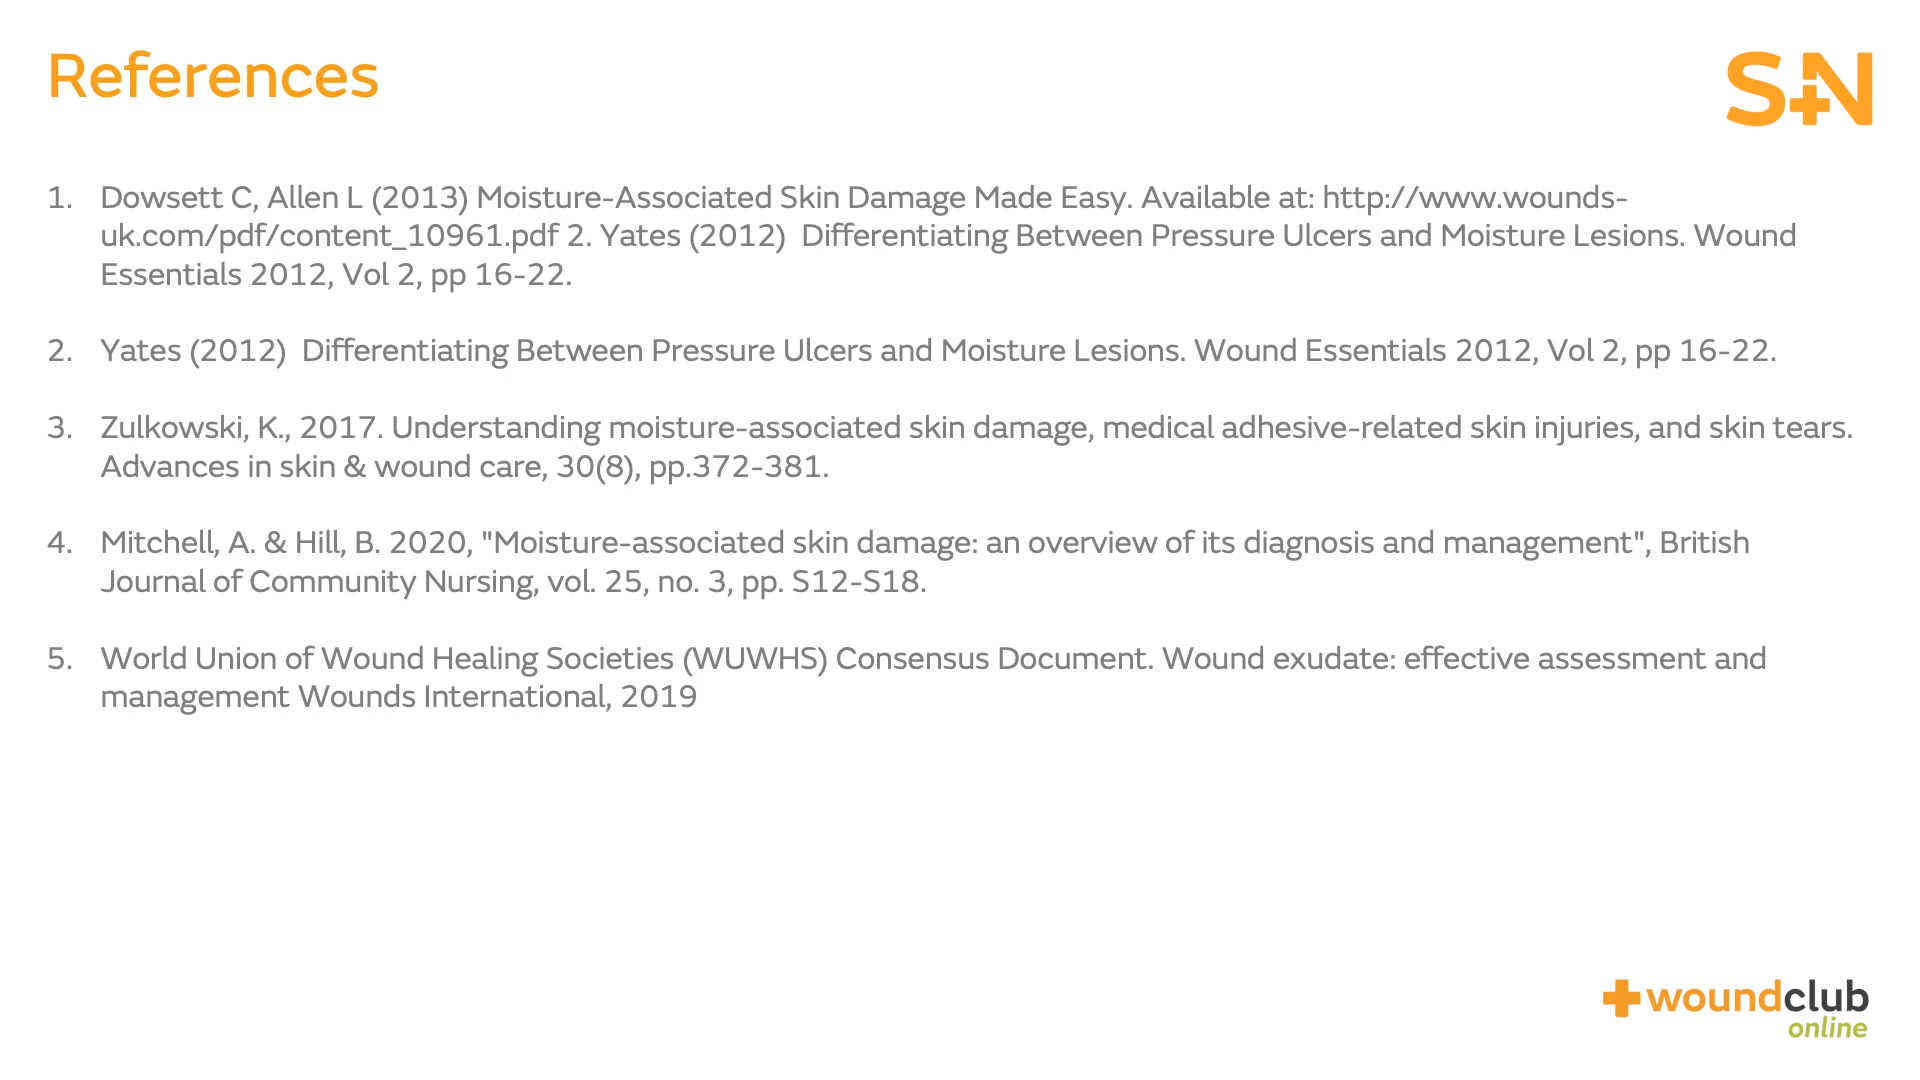 References
S+N
1. Dowsett C, Allen L (2013) Moisture-Associated Skin Damage Made Easy. Available at: http://www.wounds-
uk.com/pdf/content_10961.pdf 2. Yates (2012)  Differentiating Between Pressure Ulcers and Moisture Lesions. Wound
Essentials 2012, Vol 2, pp 16-22.
2. Yates (2012)  Differentiating Between Pressure Ulcers and Moisture Lesions. Wound Essentials 2012, Vol 2, pp 16-22.
3. Zulkowski, K., 2017. Understanding moisture-associated skin damage, medical adhesive-related skin injuries, and skin tears.
Advances in skin & wound care, 30(8), pp.372-381.
4. Mitchell, A. & Hill, B. 2020, "Moisture-associated skin damage: an overview of its diagnosis and management", British
Journal of Community Nursing, vol. 25, no. 3, pp. S12-S18.
5. World Union of Wound Healing Societies (WUWHS) Consensus Document. Wound exudate: effective assessment and
management Wounds International, 2019
woundclub
online